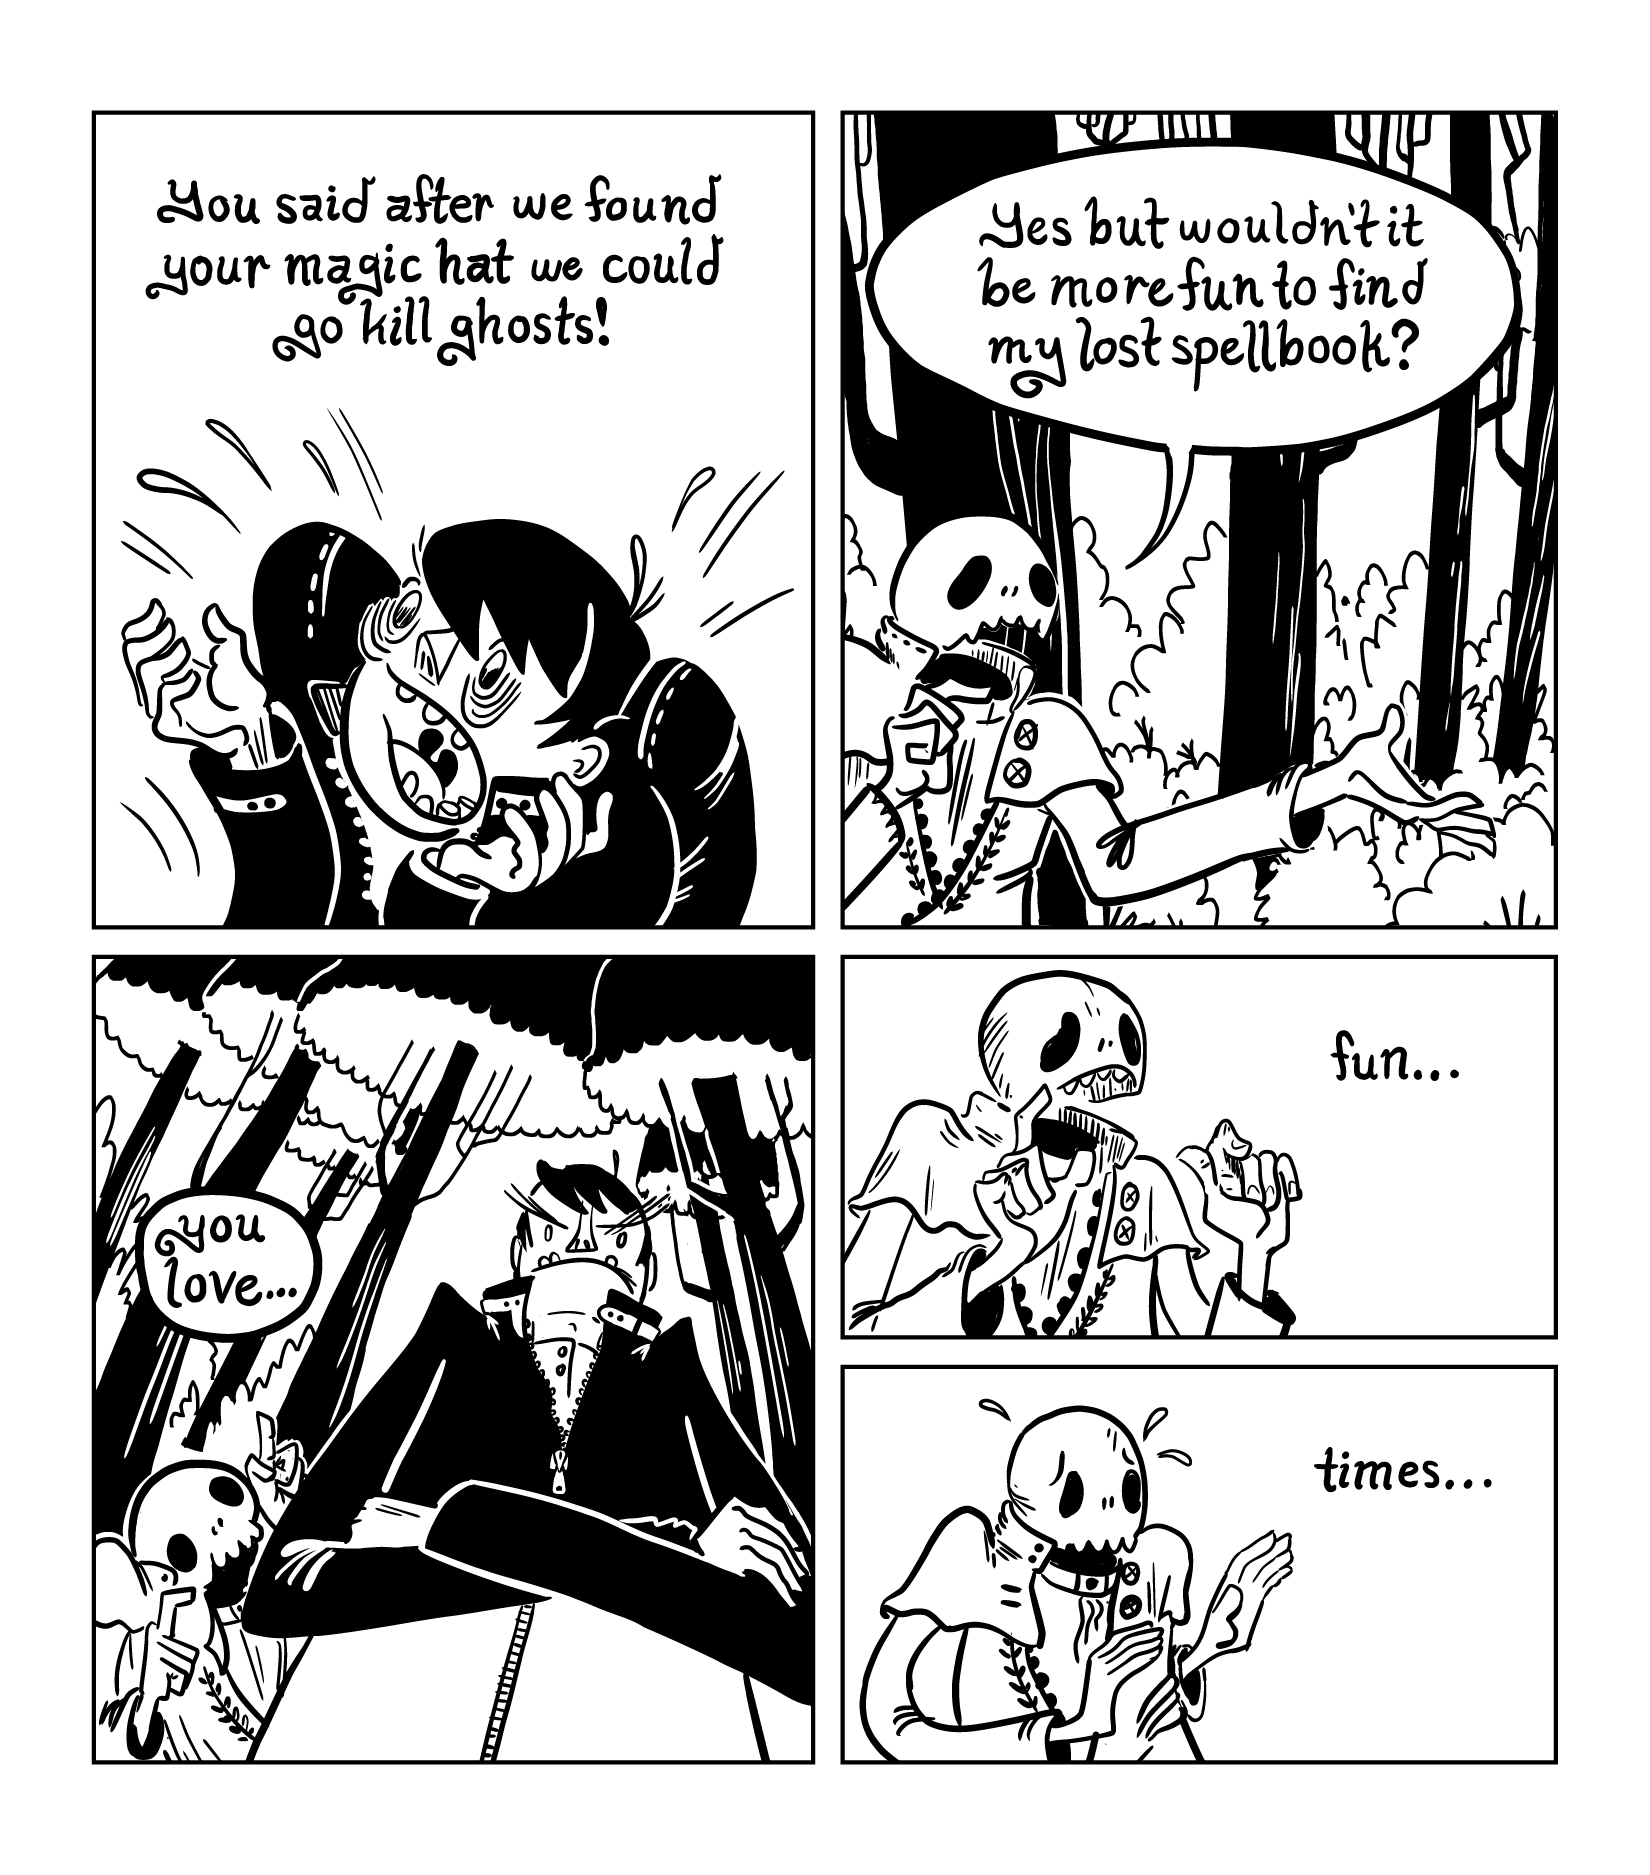 You said after we found
your magic hat we could
go kill ghosts!
Yes but wouldn't it
be more fun to find
my lost spellbook?
you
love...
fun...
times...